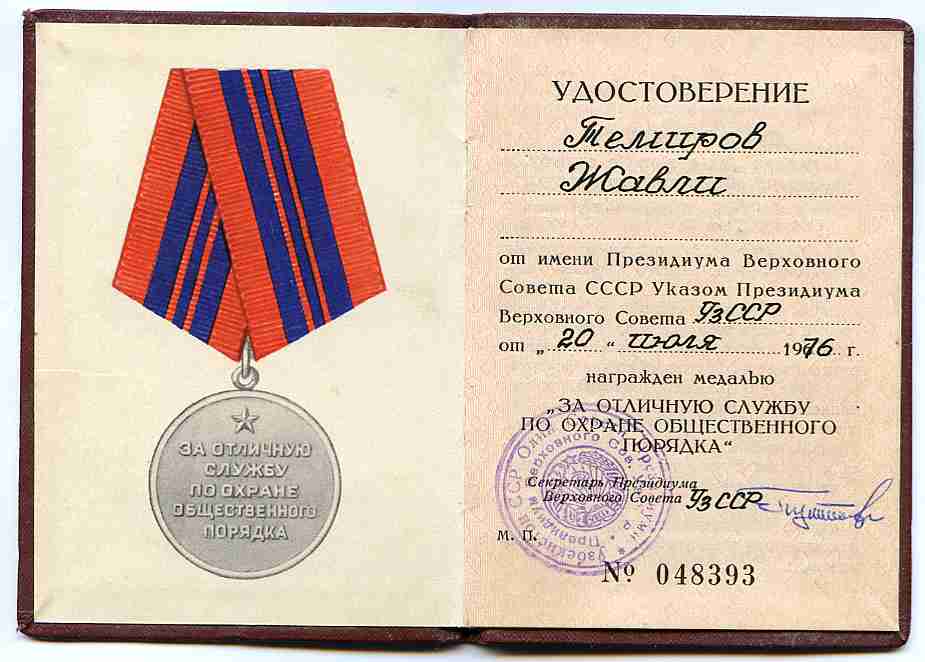 ЗА ОТЛИЧНУЮ
СЛУЖБУ
ПО ОХРАНЕ
ОБЩЕСТВЕННОГО
ПОРЯДКА
УДОСТОВЕРЕНИЕ
Темиров
Жавли
от имени Президиума Верховного
Совета СССР Указом Президиума
Верховного Совета УзССР
от „20“ июля 1976 г.
награжден медалью
„ЗА ОТЛИЧНУЮ СЛУЖБУ
ПО ОХРАНЕ ОБЩЕСТВЕННОГО
ПОРЯДКА“
Секретарь Президиума
Верховного Совета УзССР
М. П.
№ 048393